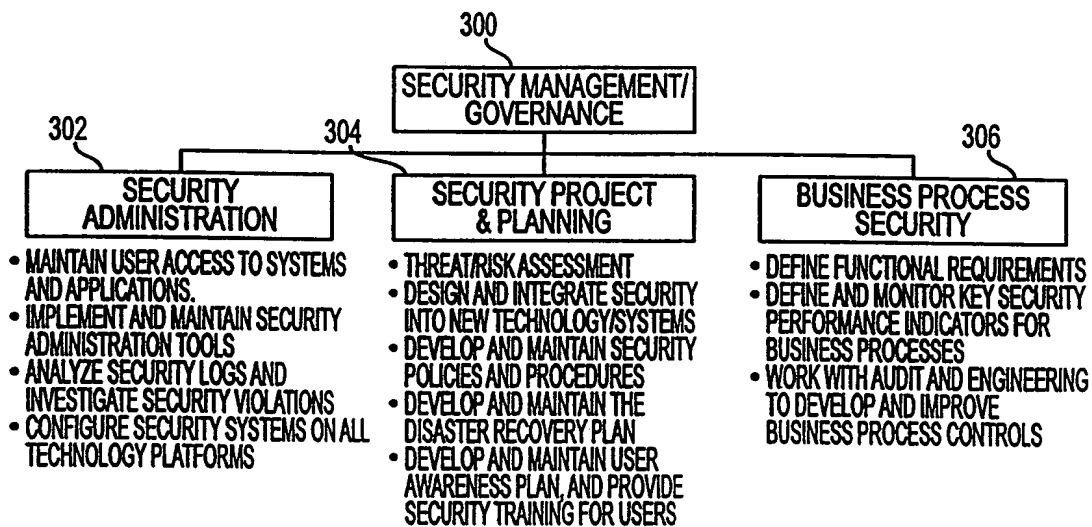 300
SECURITY MANAGEMENT/
GOVERNANCE
302
SECURITY
ADMINISTRATION
• MAINTAIN USER ACCESS TO SYSTEMS
AND APPLICATIONS.
• IMPLEMENT AND MAINTAIN SECURITY
ADMINISTRATION TOOLS
• ANALYZE SECURITY LOGS AND
INVESTIGATE SECURITY VIOLATIONS
• CONFIGURE SECURITY SYSTEMS ON ALL
TECHNOLOGY PLATFORMS
304
SECURITY PROJECT
& PLANNING
• THREAT/RISK ASSESSMENT
• DESIGN AND INTEGRATE SECURITY
INTO NEW TECHNOLOGY/SYSTEMS
• DEVELOP AND MAINTAIN SECURITY
POLICIES AND PROCEDURES
• DEVELOP AND MAINTAIN THE
DISASTER RECOVERY PLAN
• DEVELOP AND MAINTAIN USER
AWARENESS PLAN, AND PROVIDE
SECURITY TRAINING FOR USERS
306
BUSINESS PROCESS
SECURITY
• DEFINE FUNCTIONAL REQUIREMENTS
• DEFINE AND MONITOR KEY SECURITY
PERFORMANCE INDICATORS FOR
BUSINESS PROCESSES
• WORK WITH AUDIT AND ENGINEERING
TO DEVELOP AND IMPROVE
BUSINESS PROCESS CONTROLS